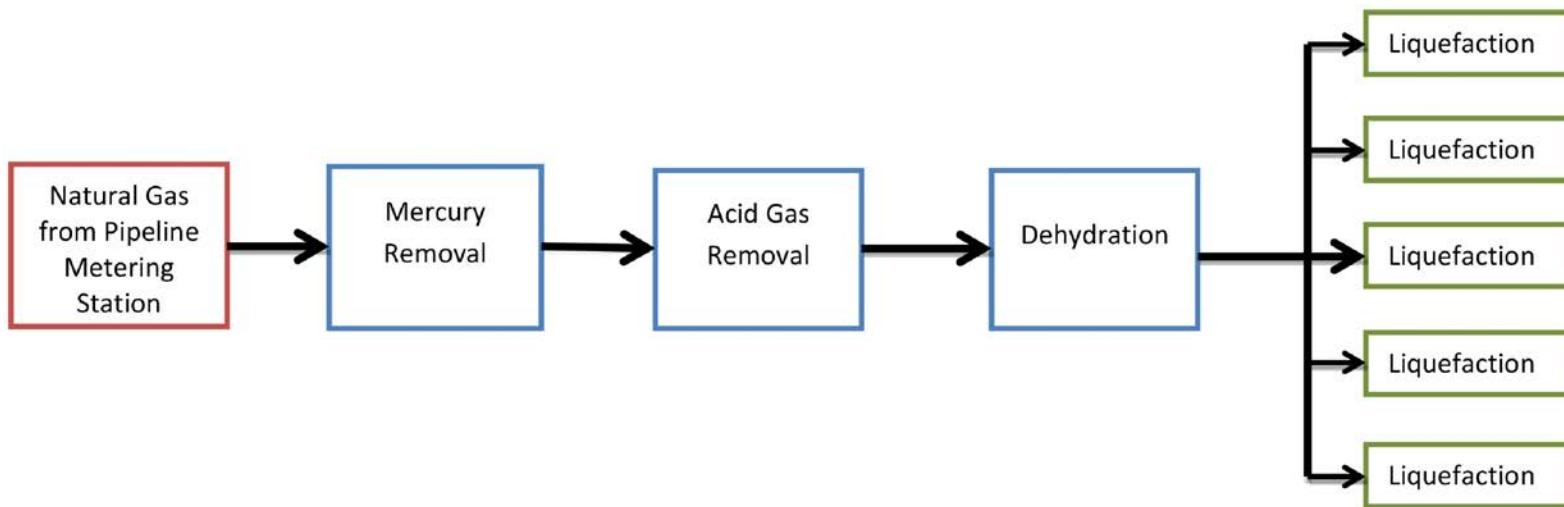 Natural Gas
from Pipeline
Metering
Station
Mercury
Removal
Acid Gas
Removal
Dehydration
Liquefaction
Liquefaction
Liquefaction
Liquefaction
Liquefaction